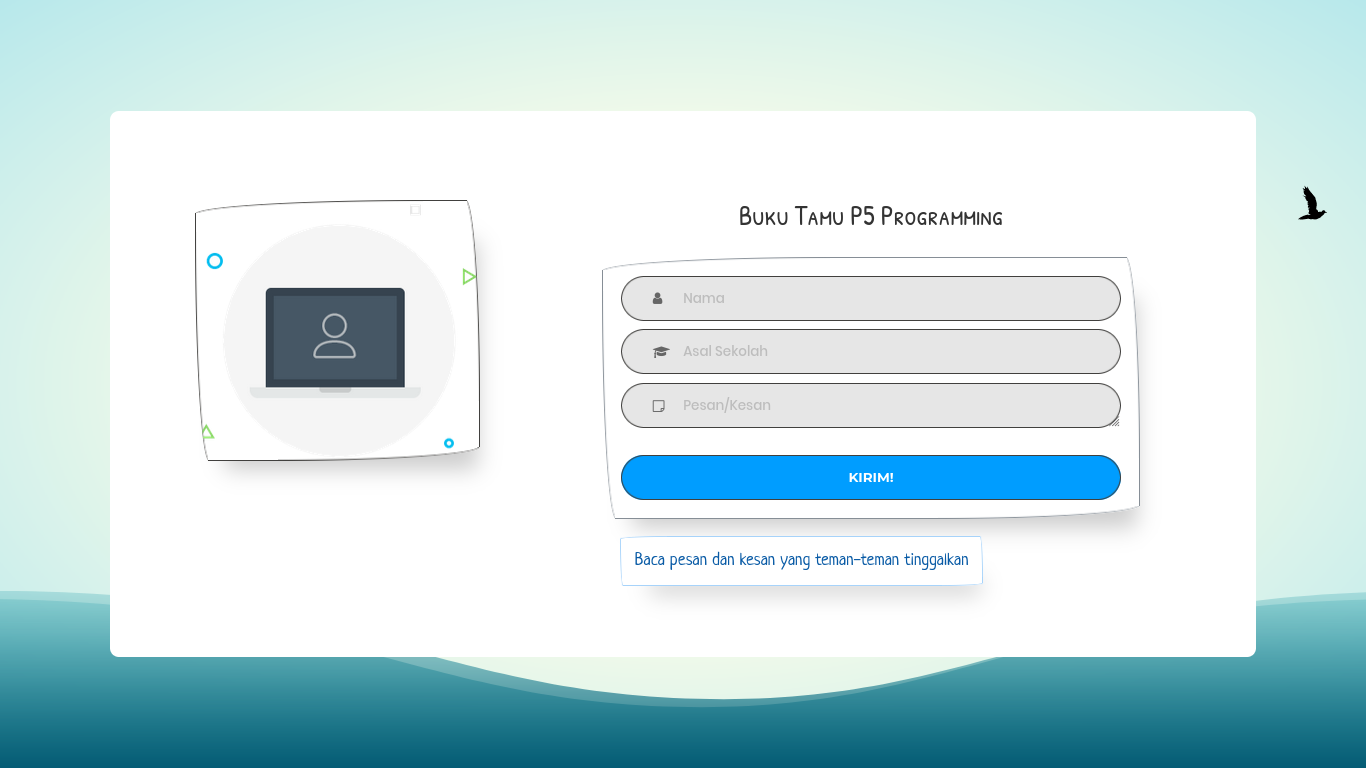 Buku Tamu P5 Programming
Nama
Asal Sekolah
Pesan/Kesan
KIRIM!
Baca pesan dan kesan yang teman-teman tinggalkan